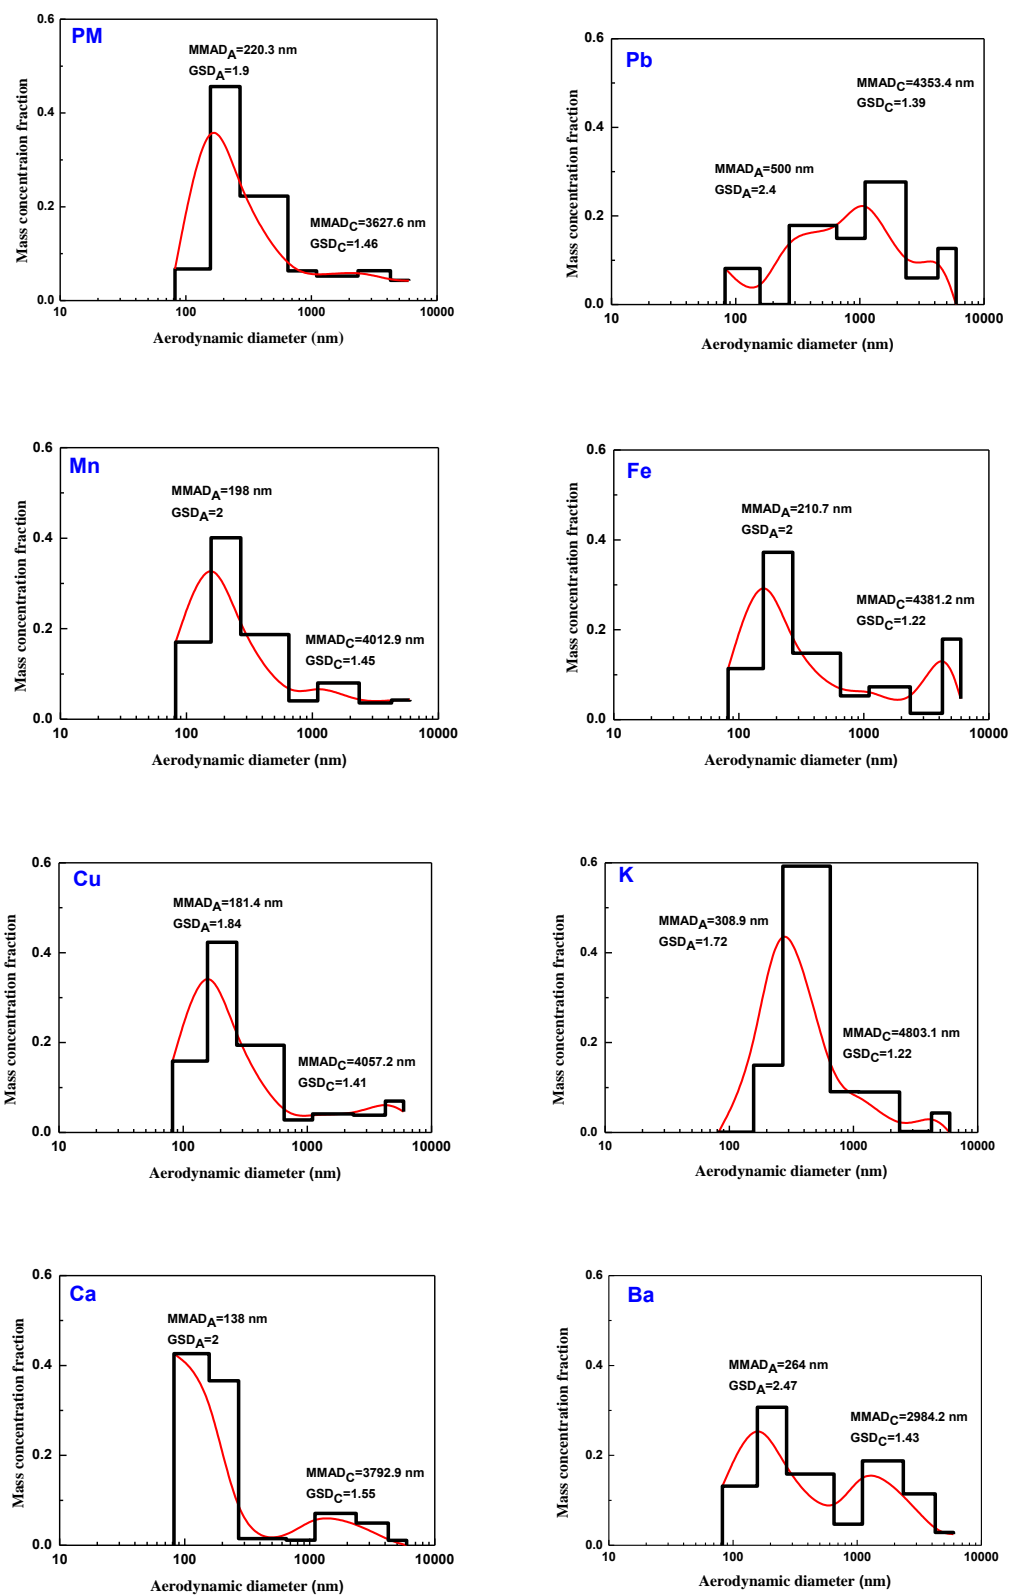 PM
MMADA=220.3 nm
GSDA=1.9
MMADC=3627.6 nm
GSDC=1.46
0.6
0.4
0.2
0.0
10
100
1000
10000
Mass concentraion fraction
Aerodynamic diameter (nm)
Pb
MMADC=4353.4 nm
GSDC=1.39
MMADA=500 nm
GSDA=2.4
0.6
0.4
0.2
0.0
10
100
1000
10000
Mass concentration fraction
Aerodynamic diameter (nm)
Mn
MMADA=198 nm
GSDA=2
MMADC=4012.9 nm
GSDC=1.45
0.6
0.4
0.2
0.0
10
100
1000
10000
Mass concentration fraction
Aerodynamic diameter (nm)
Fe
MMADA=210.7 nm
GSDA=2
MMADC=4381.2 nm
GSDC=1.22
0.6
0.4
0.2
0.0
10
100
1000
10000
Mass concentration fraction
Aerodynamic diameter (nm)
Cu
MMADA=181.4 nm
GSDA=1.84
MMADC=4057.2 nm
GSDC=1.41
0.6
0.4
0.2
0.0
10
100
1000
10000
Mass concentration fraction
Aerodynamic diameter (nm)
K
MMADA=308.9 nm
GSDA=1.72
MMADC=4803.1 nm
GSDC=1.22
0.6
0.4
0.2
0.0
10
100
1000
10000
Mass concentration fraction
Aerodynamic diameter (nm)
Ca
MMADA=138 nm
GSDA=2
MMADC=3792.9 nm
GSDC=1.55
0.6
0.4
0.2
0.0
10
100
1000
10000
Mass concentration fraction
Aerodynamic diameter (nm)
Ba
MMADA=264 nm
GSDA=2.47
MMADC=2984.2 nm
GSDC=1.43
0.6
0.4
0.2
0.0
10
100
1000
10000
Mass concentration fraction
Aerodynamic diameter (nm)